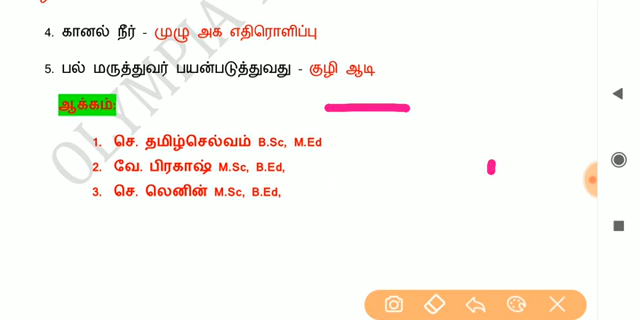 4. கானல் நீர் - முழு அக எதிரொளிப்பு
5. பல் மருத்துவர் பயன்படுத்துவது - குழி ஆடி
ஆக்கம்:
1. செ. தமிழ்செல்வம் B.Sc, M.Ed
2. வே. பிரகாஷ் M.Sc, B.Ed,
3. செ. லெனின் M.Sc, B.Ed,
OLYMPIA